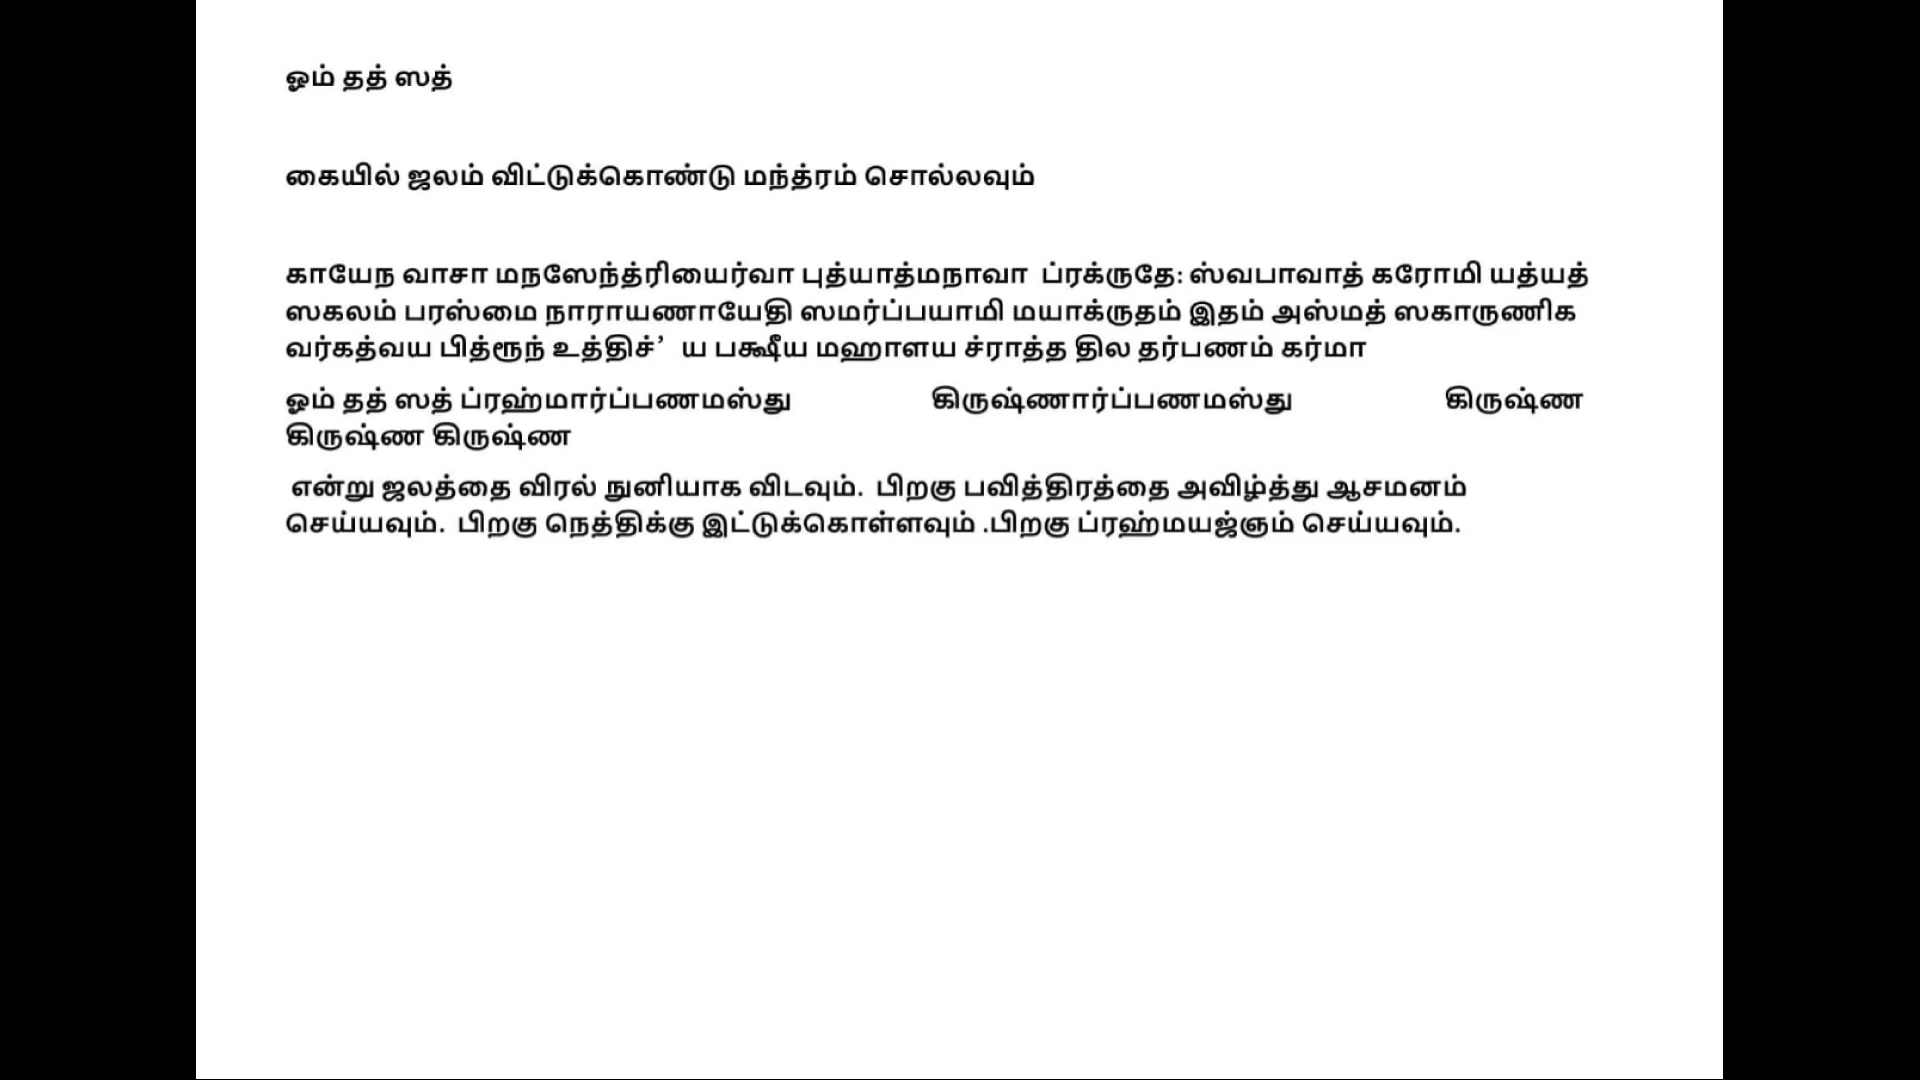 ஓம் தத் ஸத்
கையில் ஜலம் விட்டுக்கொண்டு மந்த்ரம் சொல்லவும்
காயேந வாசா மநஸேந்த்ரியைர்வா புத்யாத்மநாவா ப்ரக்ருதே: ஸ்வபாவாத் கரோமி யத்யத்
ஸகலம் பரஸ்மை நாராயணாயேதி ஸமர்ப்பயாமி மயாக்ருதம் இதம் அஸ்மத் ஸகாருணிக
வர்கத்வய பித்ரூந் உத்திச்’ ய பக்ஷீய மஹாளய ச்ராத்த தில தர்பணம் கர்மா
ஓம் தத் ஸத் ப்ரஹ்மார்ப்பணமஸ்து கிருஷ்ணார்ப்பணமஸ்து கிருஷ்ண
கிருஷ்ண கிருஷ்ண
என்று ஜலத்தை விரல் நுனியாக விடவும். பிறகு பவித்திரத்தை அவிழ்த்து ஆசமனம்
செய்யவும். பிறகு நெத்திக்கு இட்டுக்கொள்ளவும் .பிறகு ப்ரஹ்மயஜ்ஞம் செய்யவும்.